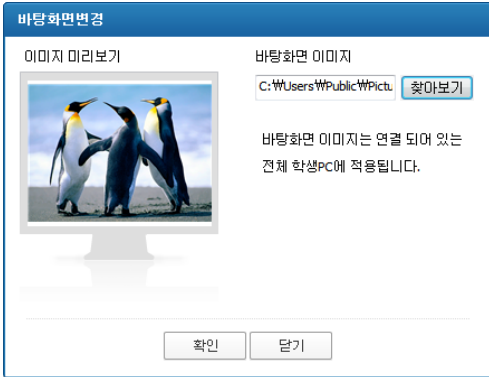 바탕화면변경
이미지 미리보기
바탕화면 이미지
C:₩Users₩Public₩Pictu
찾아보기
바탕화면 이미지는 연결 되어 있는
전체 학생PC에 적용됩니다.
확인
닫기